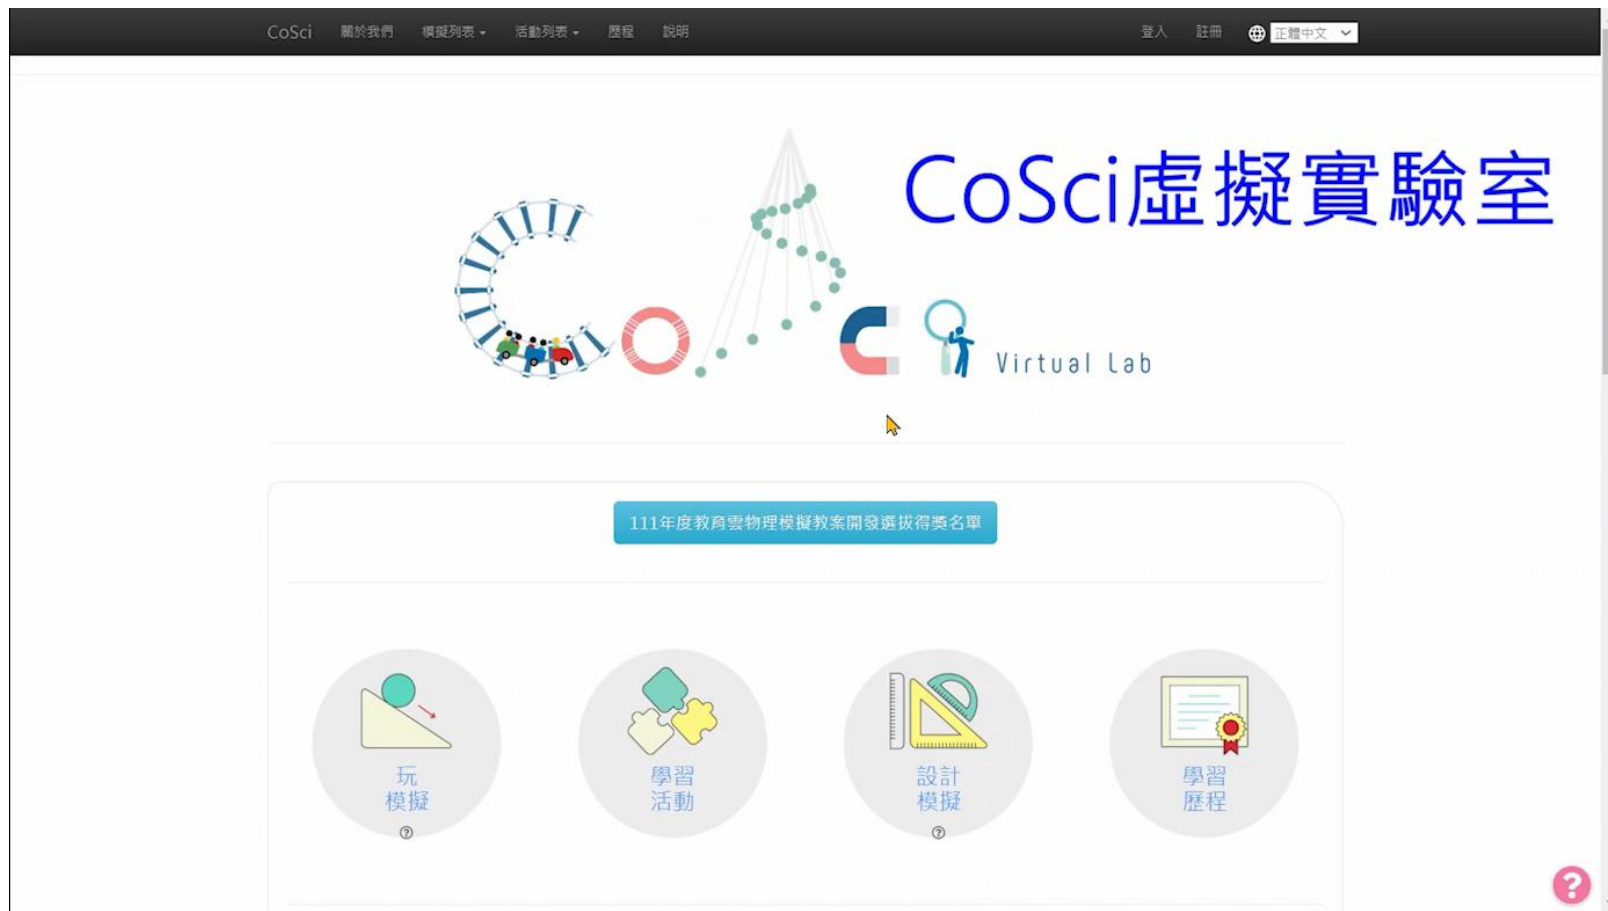 CoSci 關於我們 模擬列表 活動列表 歷程 說明 登入 註冊 正體中文
CoSci虛擬實驗室
CoSci
Virtual Lab
111年度教育雲物理模擬教案開發選拔得獎名單
玩
模擬
?
學習
活動
設計
模擬
?
學習
歷程
?